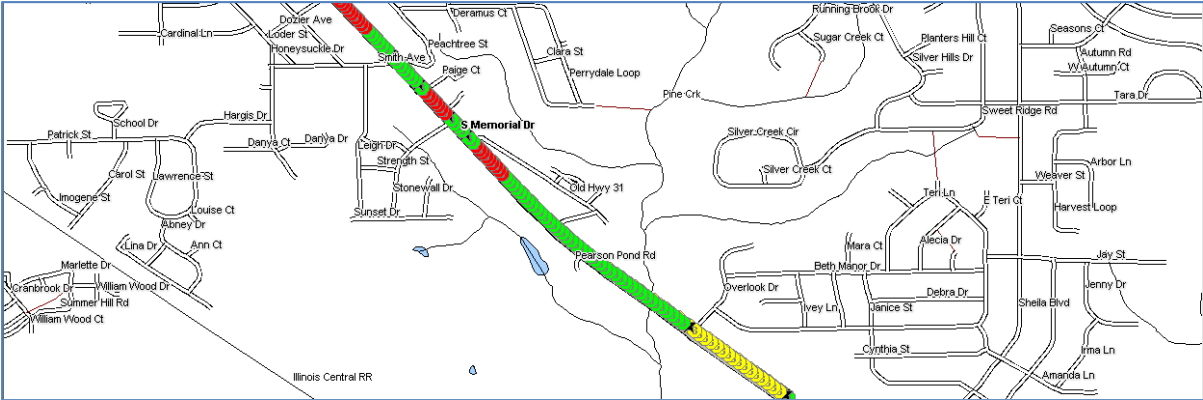 Dozier Ave
Deramus Ct
Running Brook Dr
Cardinal Ln
Loder St
Seasons Ct
Honeysuckle Dr
Peachtree St
Sugar Creek Ct
Planters Hill Ct
Smith Ave
Clara St
Silver Hills Dr
Autumn Rd
Paige Ct
Perrydale Loop
W Autumn Ct
Pine Crk
Tara Dr
Sweet Ridge Rd
Hargis Dr
School Dr
S Memorial Dr
Patrick St
Silver Creek Cir
Danya Ct
Danya Dr
Leigh Dr
Strength St
Arbor Ln
Carol St
Lawrence St
Silver Creek Ct
Weaver St
Stonewall Dr
Old Hwy 31
Imogene St
Teri Ln
E Teri Ct
Louise Ct
Sunset Dr
Harvest Loop
Abney Dr
Lina Dr
Ann Ct
Mara Ct
Alecia Dr
Pearson Pond Rd
Jay St
Marlette Dr
Beth Manor Dr
Cranbrook Dr
William Wood Dr
Overlook Dr
Debra Dr
Jenny Dr
Summer Hill Rd
Ivey Ln
Janice St
Sheila Blvd
William Wood Ct
Cynthia St
Irma Ln
Illinois Central RR
Amanda Ln